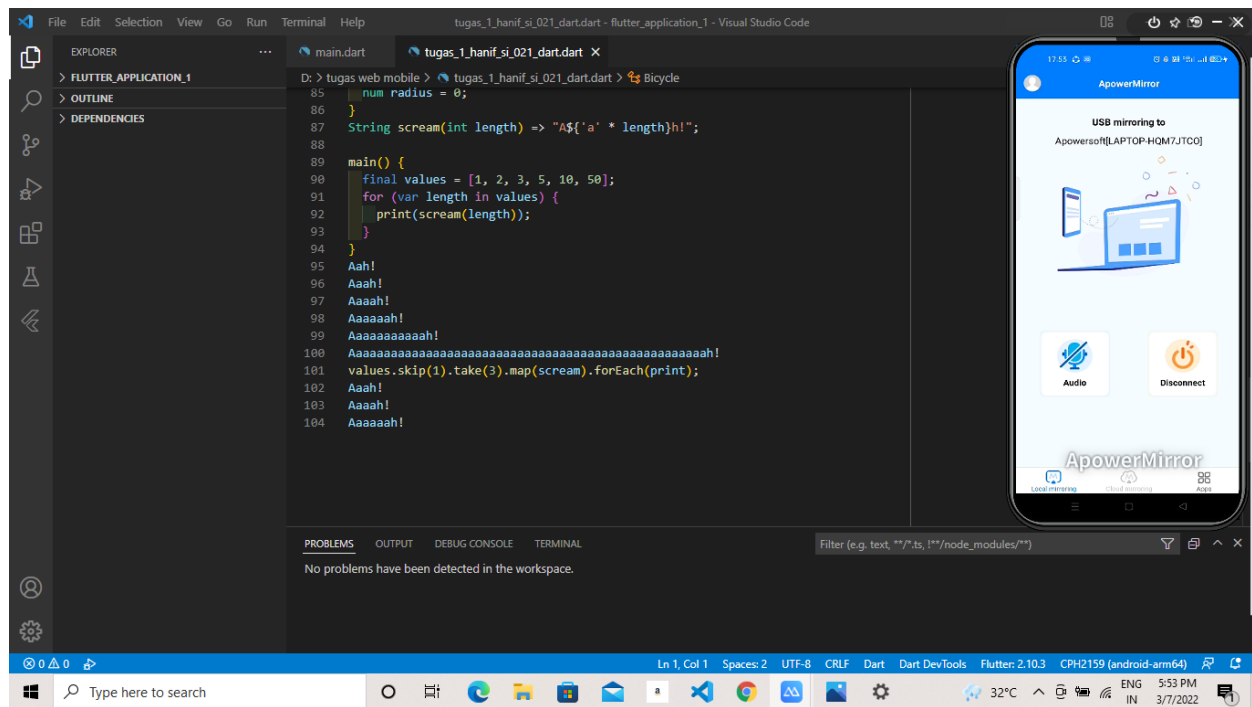 File Edit Selection View Go Run Terminal Help
tugas_1_hanif_si_021_dart.dart - flutter_application_1 - Visual Studio Code
EXPLORER
FLUTTER_APPLICATION_1
OUTLINE
DEPENDENCIES
main.dart
tugas_1_hanif_si_021_dart.dart
D: > tugas web mobile > tugas_1_hanif_si_021_dart.dart > Bicycle
85 num radius = 0;
86 }
87 String scream(int length) => "A${'a' * length}h!";
88
89 main() {
90 final values = [1, 2, 3, 5, 10, 50];
91 for (var length in values) {
92 print(scream(length));
93 }
94 }
95 Aah!
96 Aaah!
97 Aaaah!
98 Aaaaaah!
99 Aaaaaaaaaaah!
100 Aaaaaaaaaaaaaaaaaaaaaaaaaaaaaaaaaaaaaaaaaaaaaaaaaaah!
101 values.skip(1).take(3).map(scream).forEach(print);
102 Aaah!
103 Aaaah!
104 Aaaaaah!
PROBLEMS OUTPUT DEBUG CONSOLE TERMINAL
Filter (e.g. text, **/*.ts, !**/node_modules/**)
No problems have been detected in the workspace.
17.53
ApowerMirror
USB mirroring to
Apowersoft[LAPTOP-HQM7JTC0]
Audio
Disconnect
ApowerMirror
Local mirroring
Cloud mirroring
Apps
0 0
Ln 1, Col 1 Spaces: 2 UTF-8 CRLF Dart Dart DevTools Flutter: 2.10.3 CPH2159 (android-arm64)
Type here to search
a
32°C
ENG
IN
5:53 PM
3/7/2022
1